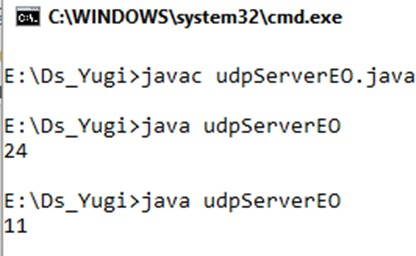 C:\WINDOWS\system32\cmd.exe
E:\Ds_Yugi>javac udpServerEO.java
E:\Ds_Yugi>java udpServerEO
24
E:\Ds_Yugi>java udpServerEO
11